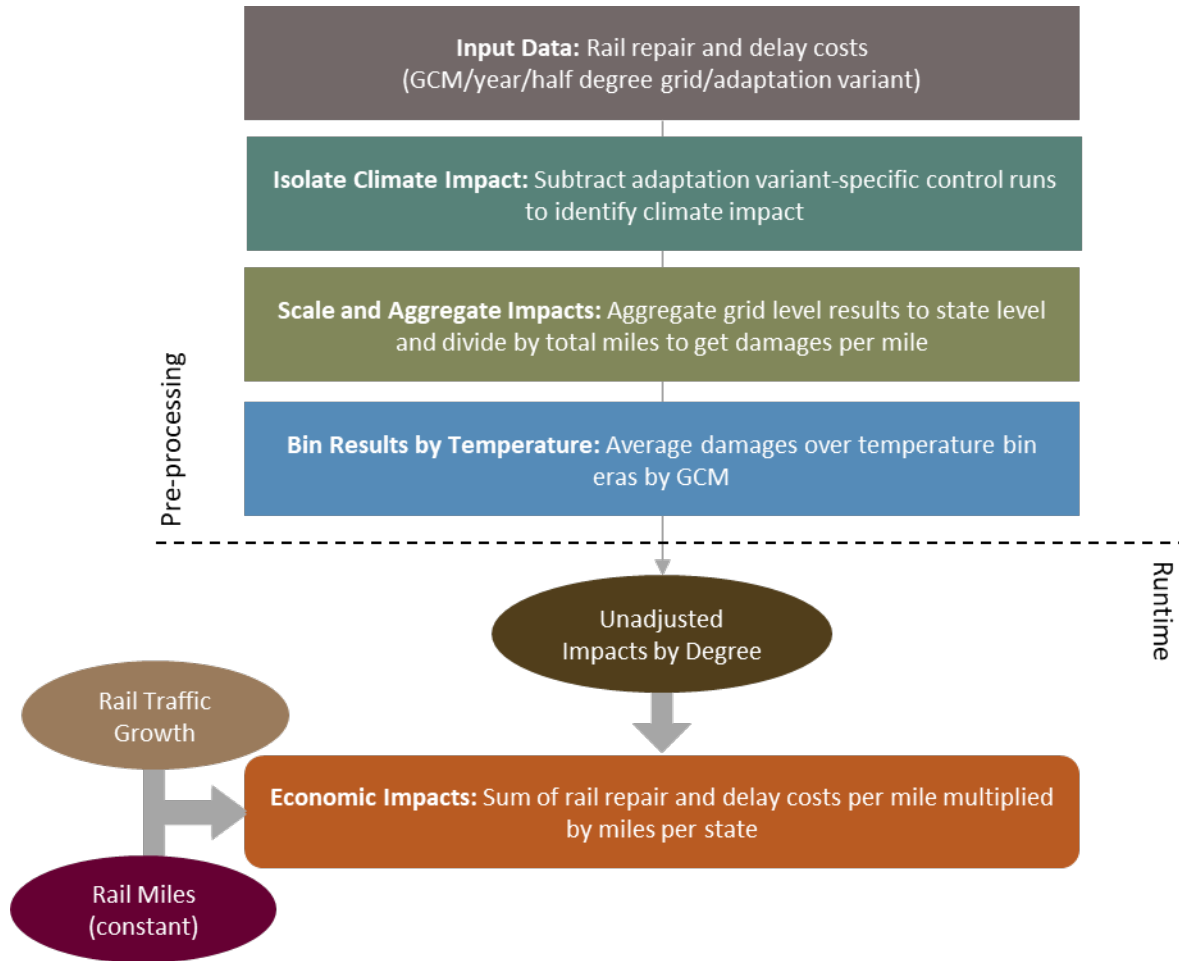 Input Data: Rail repair and delay costs
(GCM/year/half degree grid/adaptation variant)
Isolate Climate Impact: Subtract adaptation variant-specific control runs
to identify climate impact
Scale and Aggregate Impacts: Aggregate grid level results to state level
and divide by total miles to get damages per mile
Bin Results by Temperature: Average damages over temperature bin
eras by GCM
Pre-processing
Runtime
Unadjusted
Impacts by Degree
Rail Traffic
Growth
Economic Impacts: Sum of rail repair and delay costs per mile multiplied
by miles per state
Rail Miles
(constant)